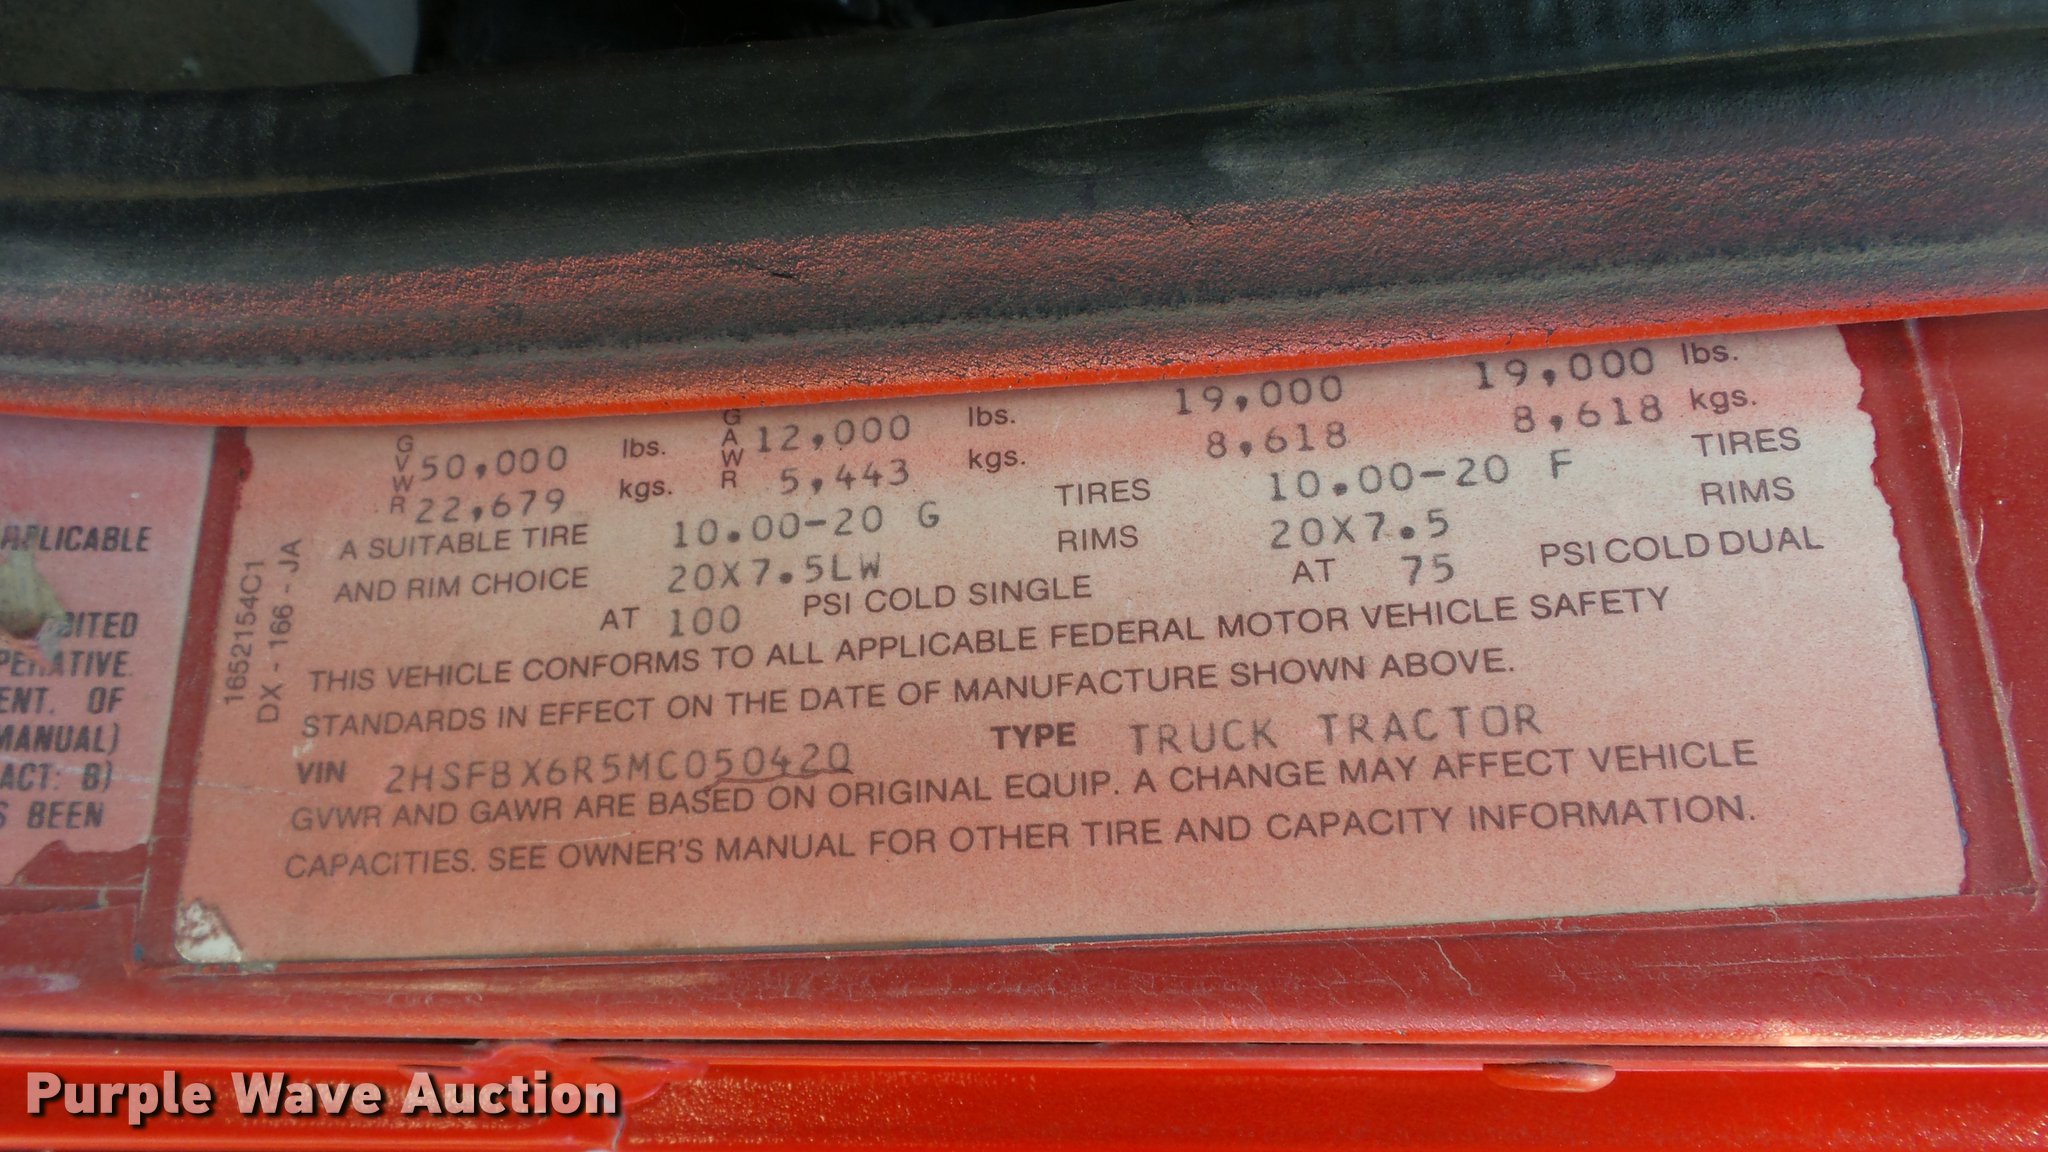 GVWR 50,000 lbs. GAWR 12,000 lbs. 19,000 19,000 lbs.
22,679 kgs. 5,443 kgs. 8,618 8,618 kgs.
A SUITABLE TIRE 10.00-20 G TIRES 10.00-20 F TIRES
AND RIM CHOICE 20X7.5LW RIMS 20X7.5 RIMS
AT 100 PSI COLD SINGLE AT 75 PSI COLD DUAL
THIS VEHICLE CONFORMS TO ALL APPLICABLE FEDERAL MOTOR VEHICLE SAFETY
STANDARDS IN EFFECT ON THE DATE OF MANUFACTURE SHOWN ABOVE.
VIN 2HSFBX6R5MC050420 TYPE TRUCK TRACTOR
GVWR AND GAWR ARE BASED ON ORIGINAL EQUIP. A CHANGE MAY AFFECT VEHICLE
CAPACITIES. SEE OWNER'S MANUAL FOR OTHER TIRE AND CAPACITY INFORMATION.
1652154C1
DX - 166 - JA
APPLICABLE
BITED
PERATIVE.
ENT. OF
MANUAL)
ACT: B)
S BEEN
Purple Wave Auction